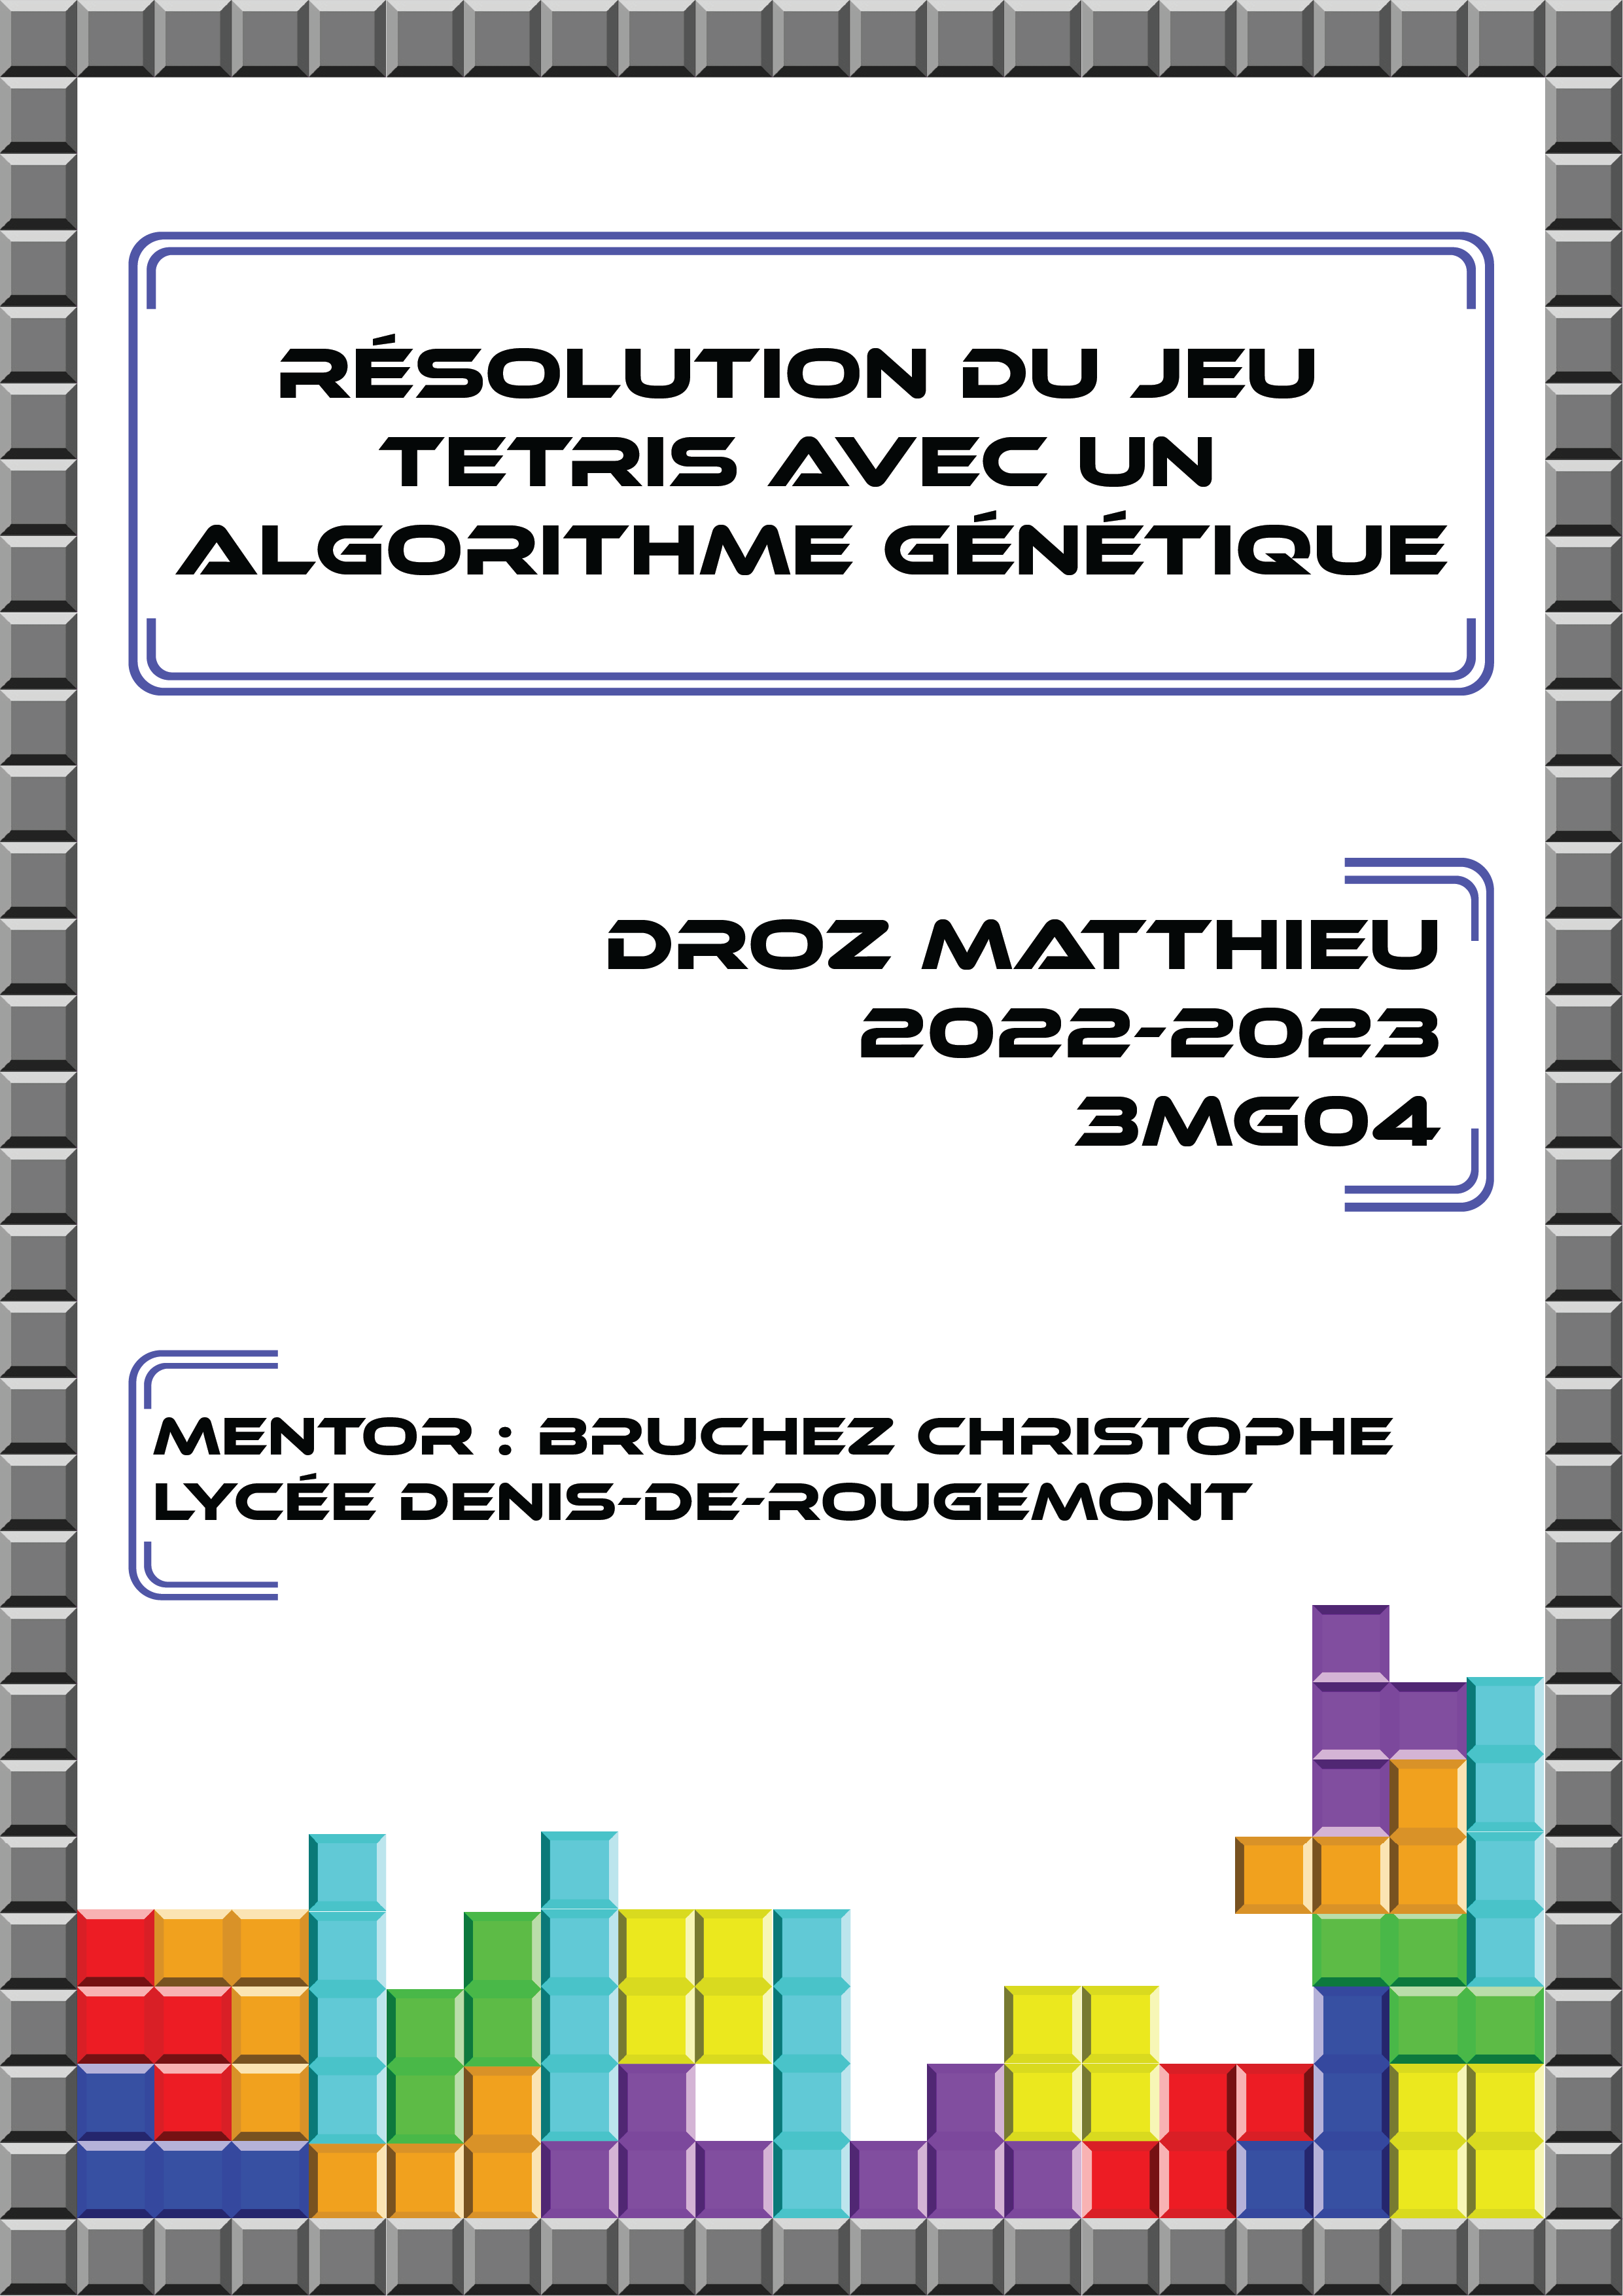 RÉSOLUTION DU JEU
TETRIS AVEC UN
ALGORITHME GÉNÉTIQUE
DROZ MATTHIEU
2022-2023
3MG04
MENTOR : BRUCHEZ CHRISTOPHE
LYCÉE DENIS-DE-ROUGEMONT